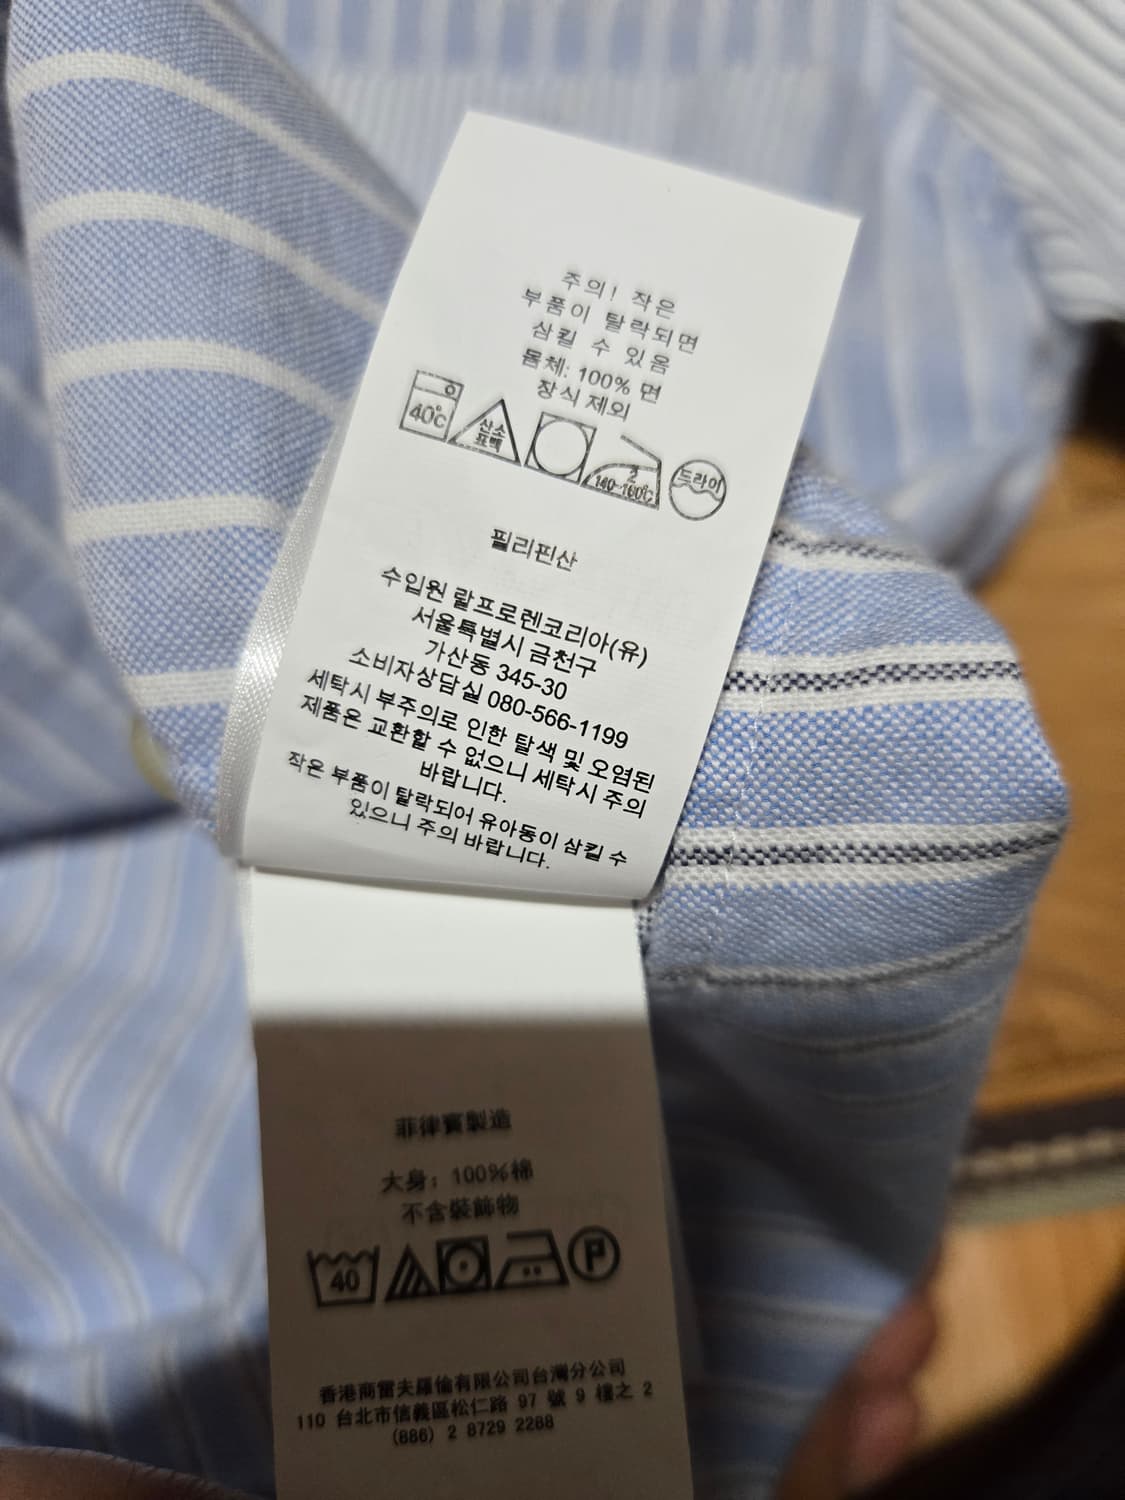 주의! 작은
부품이 탈락되면
삼킬 수 있음
몸체: 100% 면
장식 제외
40℃
산소
표백
2
140~160℃
드라이
필리핀산
수입원 랄프로렌코리아(유)
서울특별시 금천구
가산동 345-30
소비자상담실 080-566-1199
세탁시 부주의로 인한 탈색 및 오염된
제품은 교환할 수 없으니 세탁시 주의
바랍니다.
작은 부품이 탈락되어 유아동이 삼킬 수
있으니 주의 바랍니다.
菲律賓製造
大身: 100%棉
不含裝飾物
40
P
香港商雷夫羅倫有限公司台灣分公司
110 台北市信義區松仁路 97 號 9 樓之 2
(886) 2 8729 2288